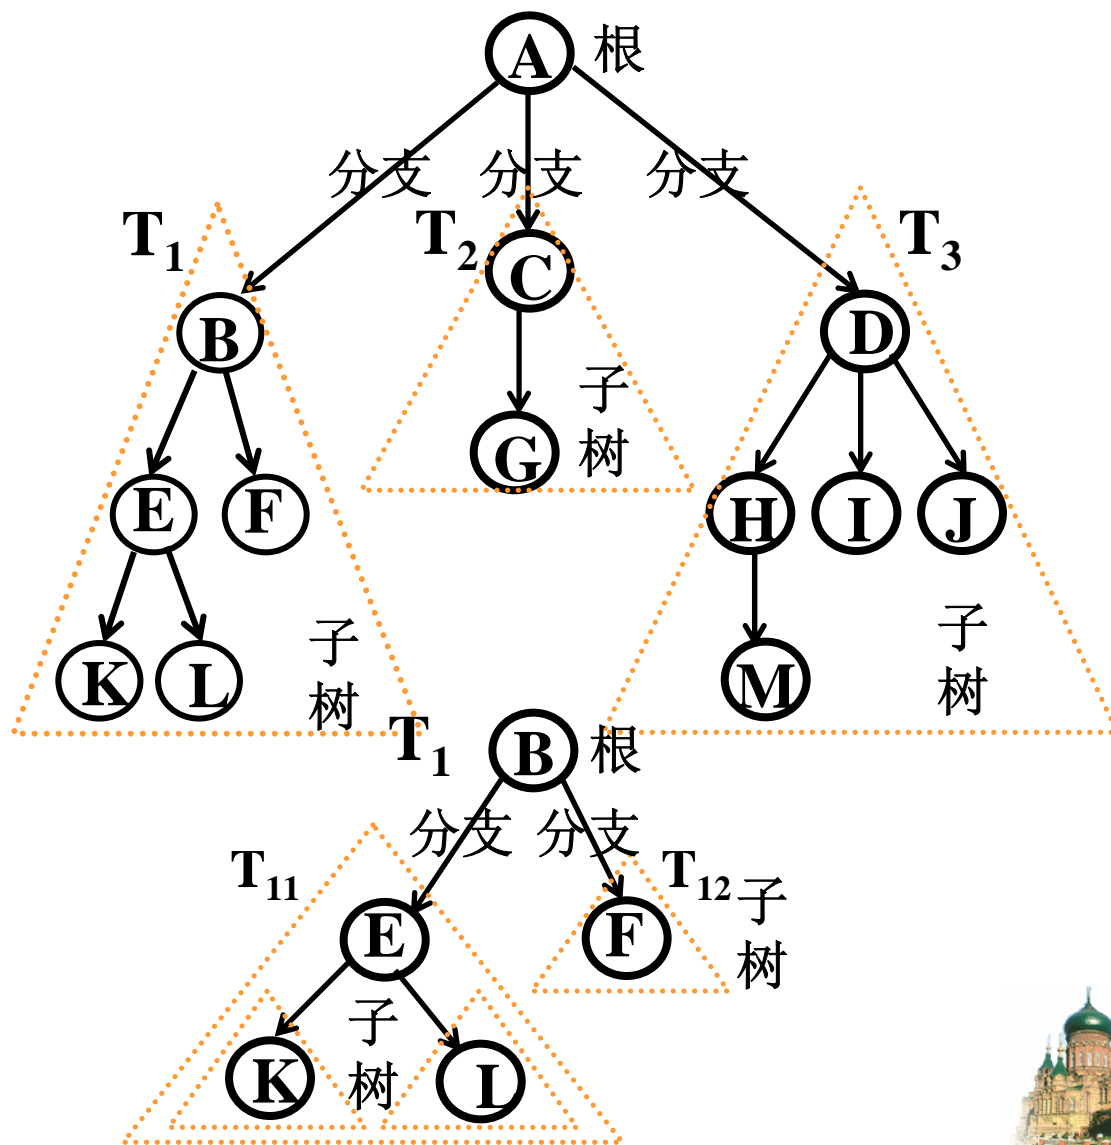 A 根
分支 分支 分支
T1 T2 T3
C
B D
子树
G
E F H I J
子树 子树
K L M
T1 B 根
分支 分支
T11 T12 子树
E F
子树
K L